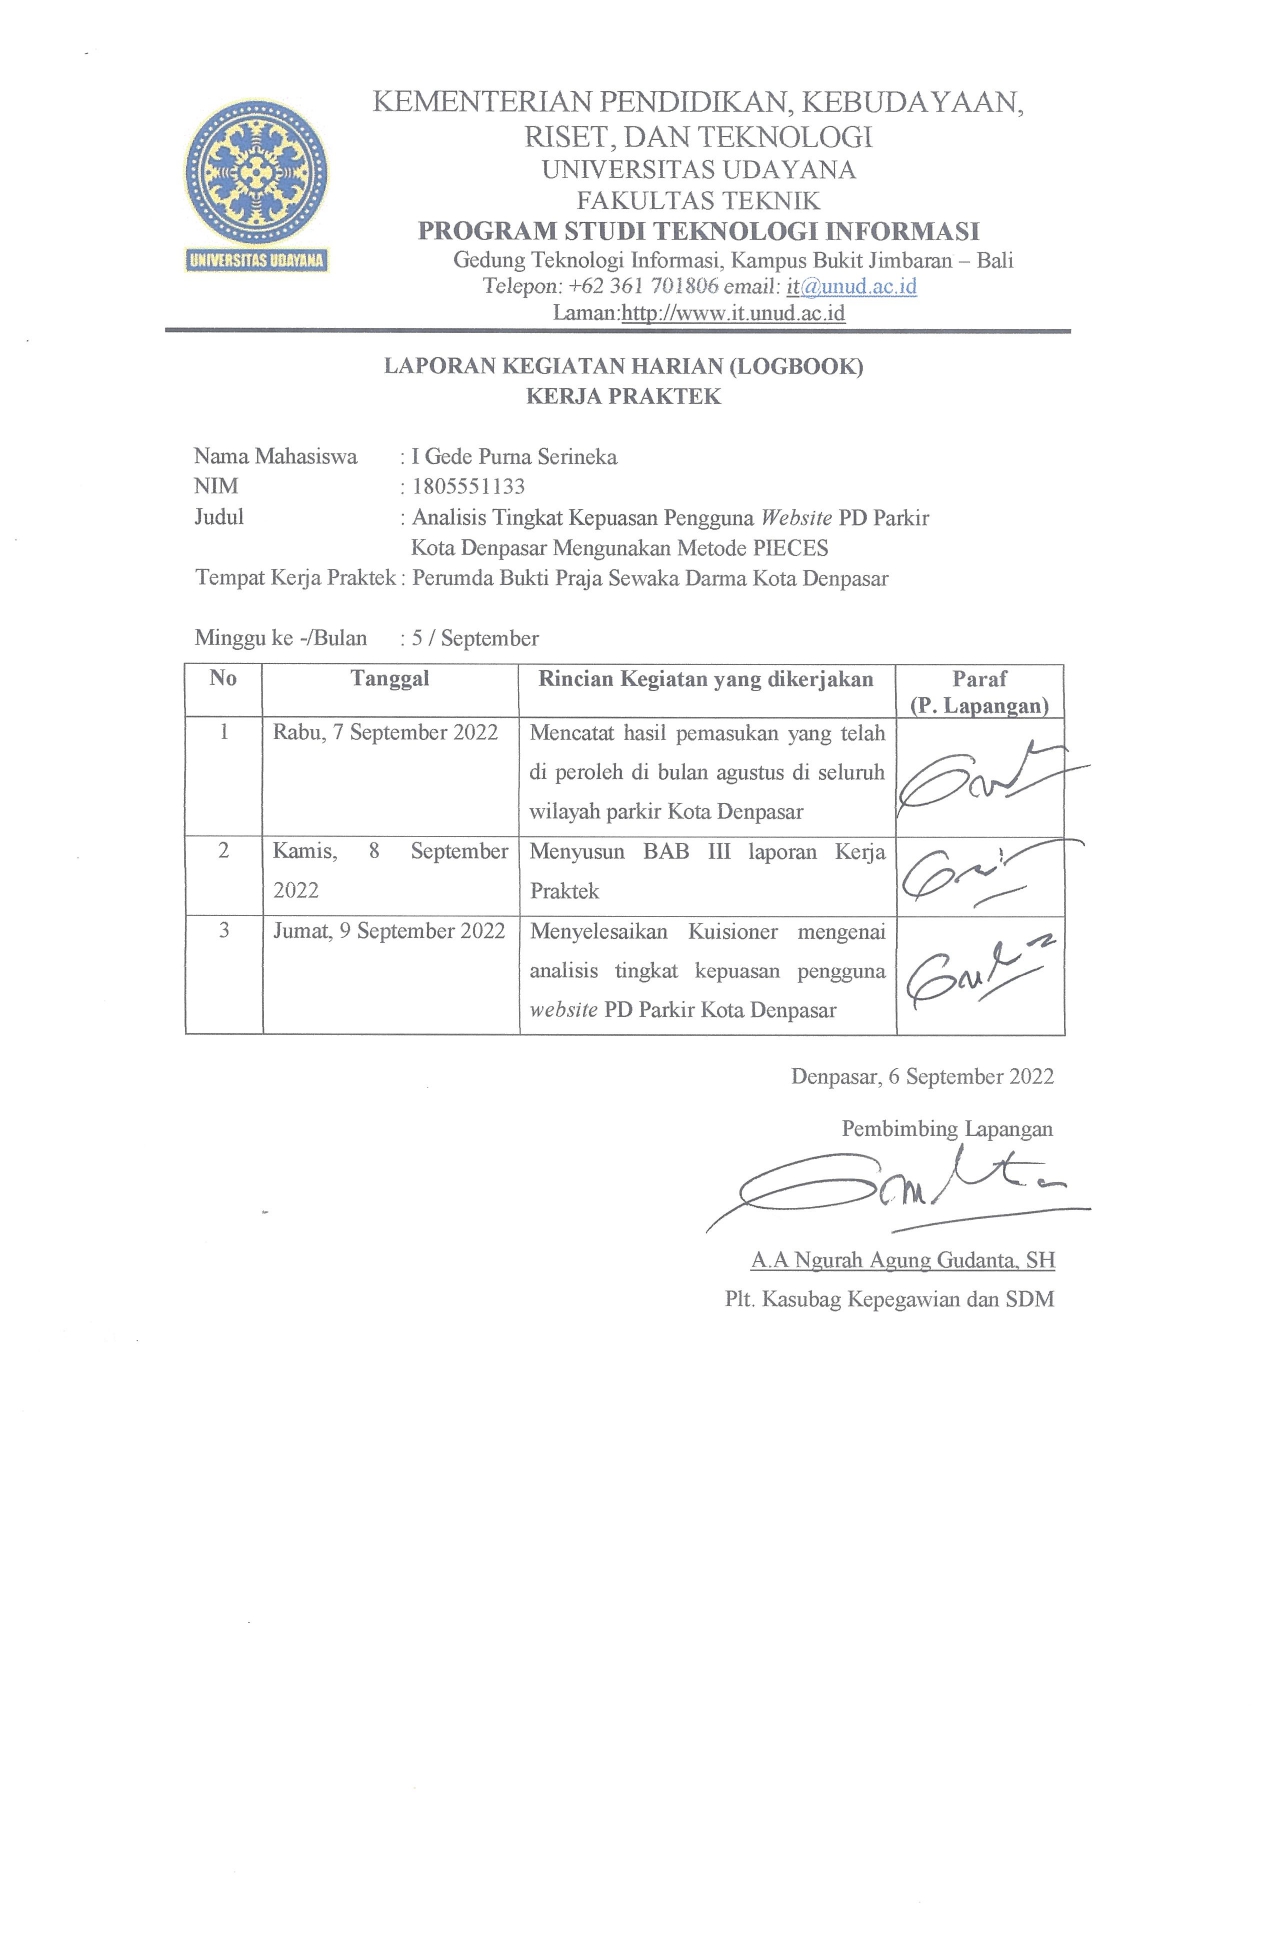 KEMENTERIAN PENDIDIKAN, KEBUDAYAAN,
RISET, DAN TEKNOLOGI
UNIVERSITAS UDAYANA
FAKULTAS TEKNIK
PROGRAM STUDI TEKNOLOGI INFORMASI
Gedung Teknologi Informasi, Kampus Bukit Jimbaran – Bali
Telepon: +62 361 701806 email: it@unud.ac.id
Laman:http://www.it.unud.ac.id
UNIVERSITAS UDAYANA
LAPORAN KEGIATAN HARIAN (LOGBOOK)
KERJA PRAKTEK
Nama Mahasiswa : I Gede Purna Serineka
NIM : 1805551133
Judul : Analisis Tingkat Kepuasan Pengguna Website PD Parkir
Kota Denpasar Mengunakan Metode PIECES
Tempat Kerja Praktek : Perumda Bukti Praja Sewaka Darma Kota Denpasar
Minggu ke -/Bulan : 5 / September
No Tanggal Rincian Kegiatan yang dikerjakan Paraf
(P. Lapangan)
1 Rabu, 7 September 2022 Mencatat hasil pemasukan yang telah
di peroleh di bulan agustus di seluruh
wilayah parkir Kota Denpasar
2 Kamis, 8 September Menyusun BAB III laporan Kerja
2022 Praktek
3 Jumat, 9 September 2022 Menyelesaikan Kuisioner mengenai
analisis tingkat kepuasan pengguna
website PD Parkir Kota Denpasar
Denpasar, 6 September 2022
Pembimbing Lapangan
A.A Ngurah Agung Gudanta, SH
Plt. Kasubag Kepegawian dan SDM